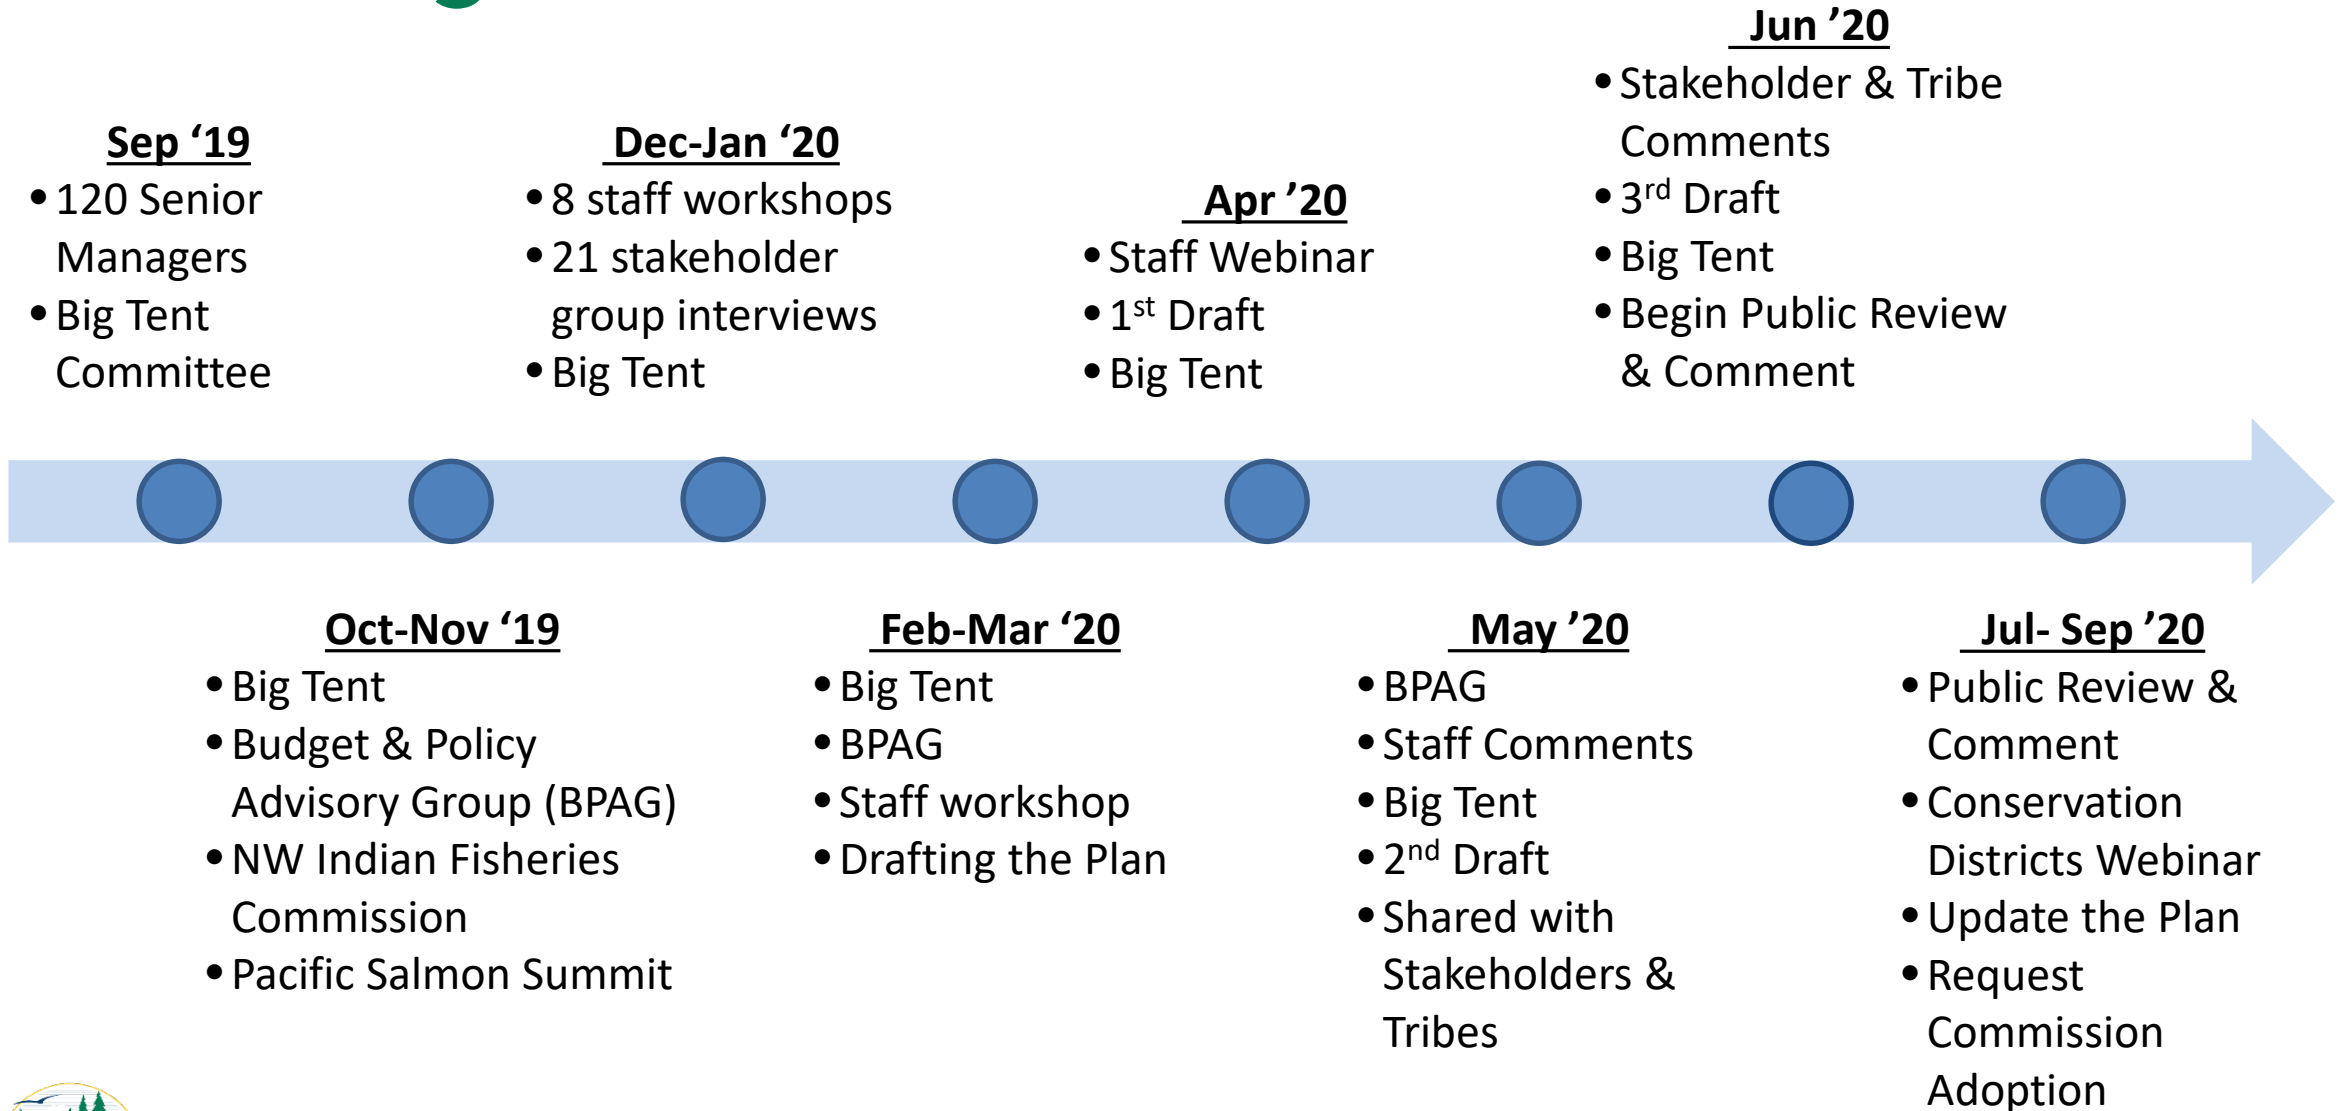 Sep ‘19
• 120 Senior
Managers
• Big Tent
Committee
Oct-Nov ‘19
• Big Tent
• Budget & Policy
Advisory Group (BPAG)
• NW Indian Fisheries
Commission
• Pacific Salmon Summit
Dec-Jan ‘20
• 8 staff workshops
• 21 stakeholder
group interviews
• Big Tent
Feb-Mar ‘20
• Big Tent
• BPAG
• Staff workshop
• Drafting the Plan
Apr ’20
• Staff Webinar
• 1st Draft
• Big Tent
May ’20
• BPAG
• Staff Comments
• Big Tent
• 2nd Draft
• Shared with
Stakeholders &
Tribes
Jun ’20
• Stakeholder & Tribe
Comments
• 3rd Draft
• Big Tent
• Begin Public Review
& Comment
Jul- Sep ’20
• Public Review &
Comment
• Conservation
Districts Webinar
• Update the Plan
• Request
Commission
Adoption